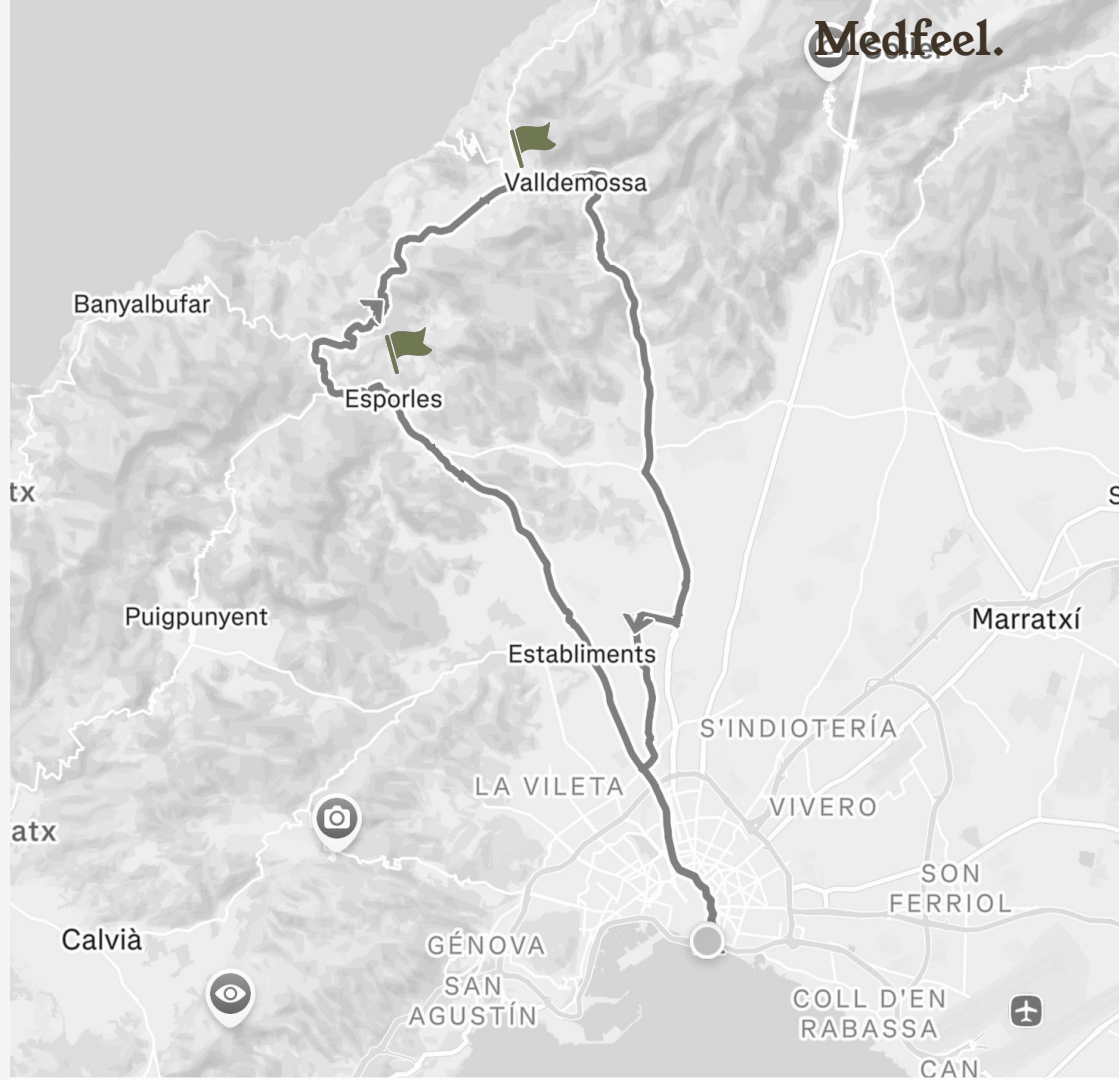 Medfeel.
Sóller
Valldemossa
Banyalbufar
Esporles
tx
S
Puigpunyent
Marratxí
Establiments
S'INDIOTERÍA
LA VILETA
VIVERO
atx
SON
FERRIOL
Calvià
GÉNOVA
SAN
AGUSTÍN
COLL D'EN
RABASSA
CAN